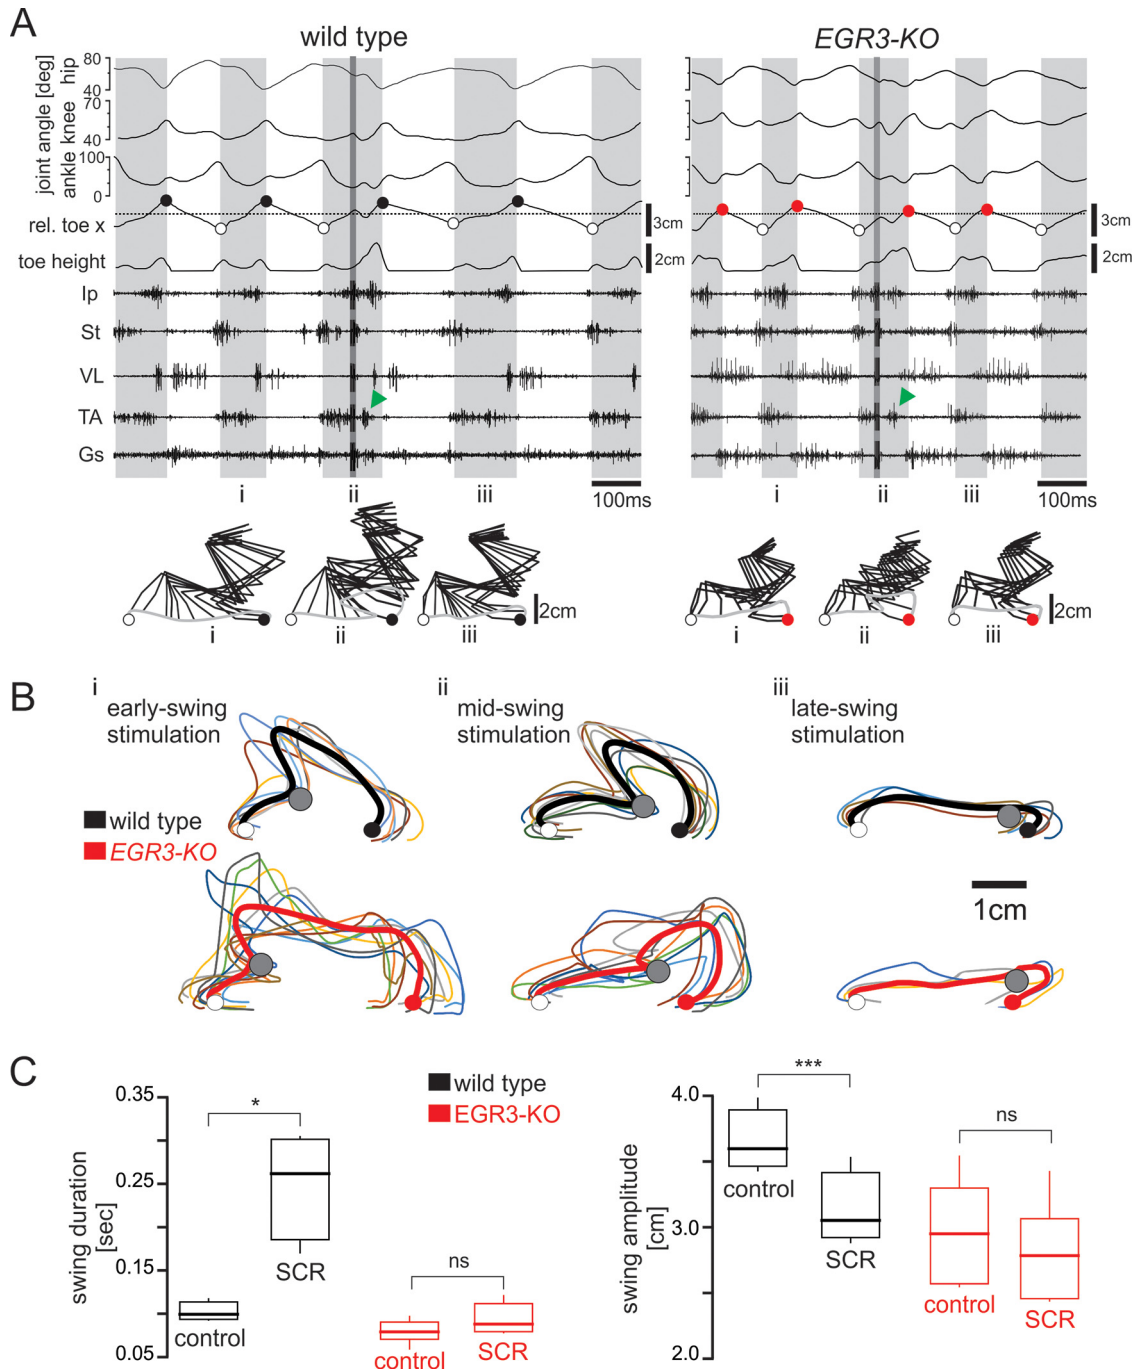 A
wild type
EGR3-KO
joint angle [deg]
hip
knee
ankle
80
40
70
40
100
0
rel. toe x
3cm
3cm
toe height
2cm
2cm
Ip
St
VL
TA
Gs
i
ii
iii
100ms
i
ii
iii
100ms
2cm
2cm
i
ii
iii
i
ii
iii
B
i
early-swing
stimulation
ii
mid-swing
stimulation
iii
late-swing
stimulation
wild type
EGR3-KO
1cm
C
wild type
EGR3-KO
swing duration
[sec]
0.35
0.25
0.15
0.05
*
control
SCR
ns
control
SCR
swing amplitude
[cm]
4.0
3.0
2.0
***
control
SCR
ns
control
SCR